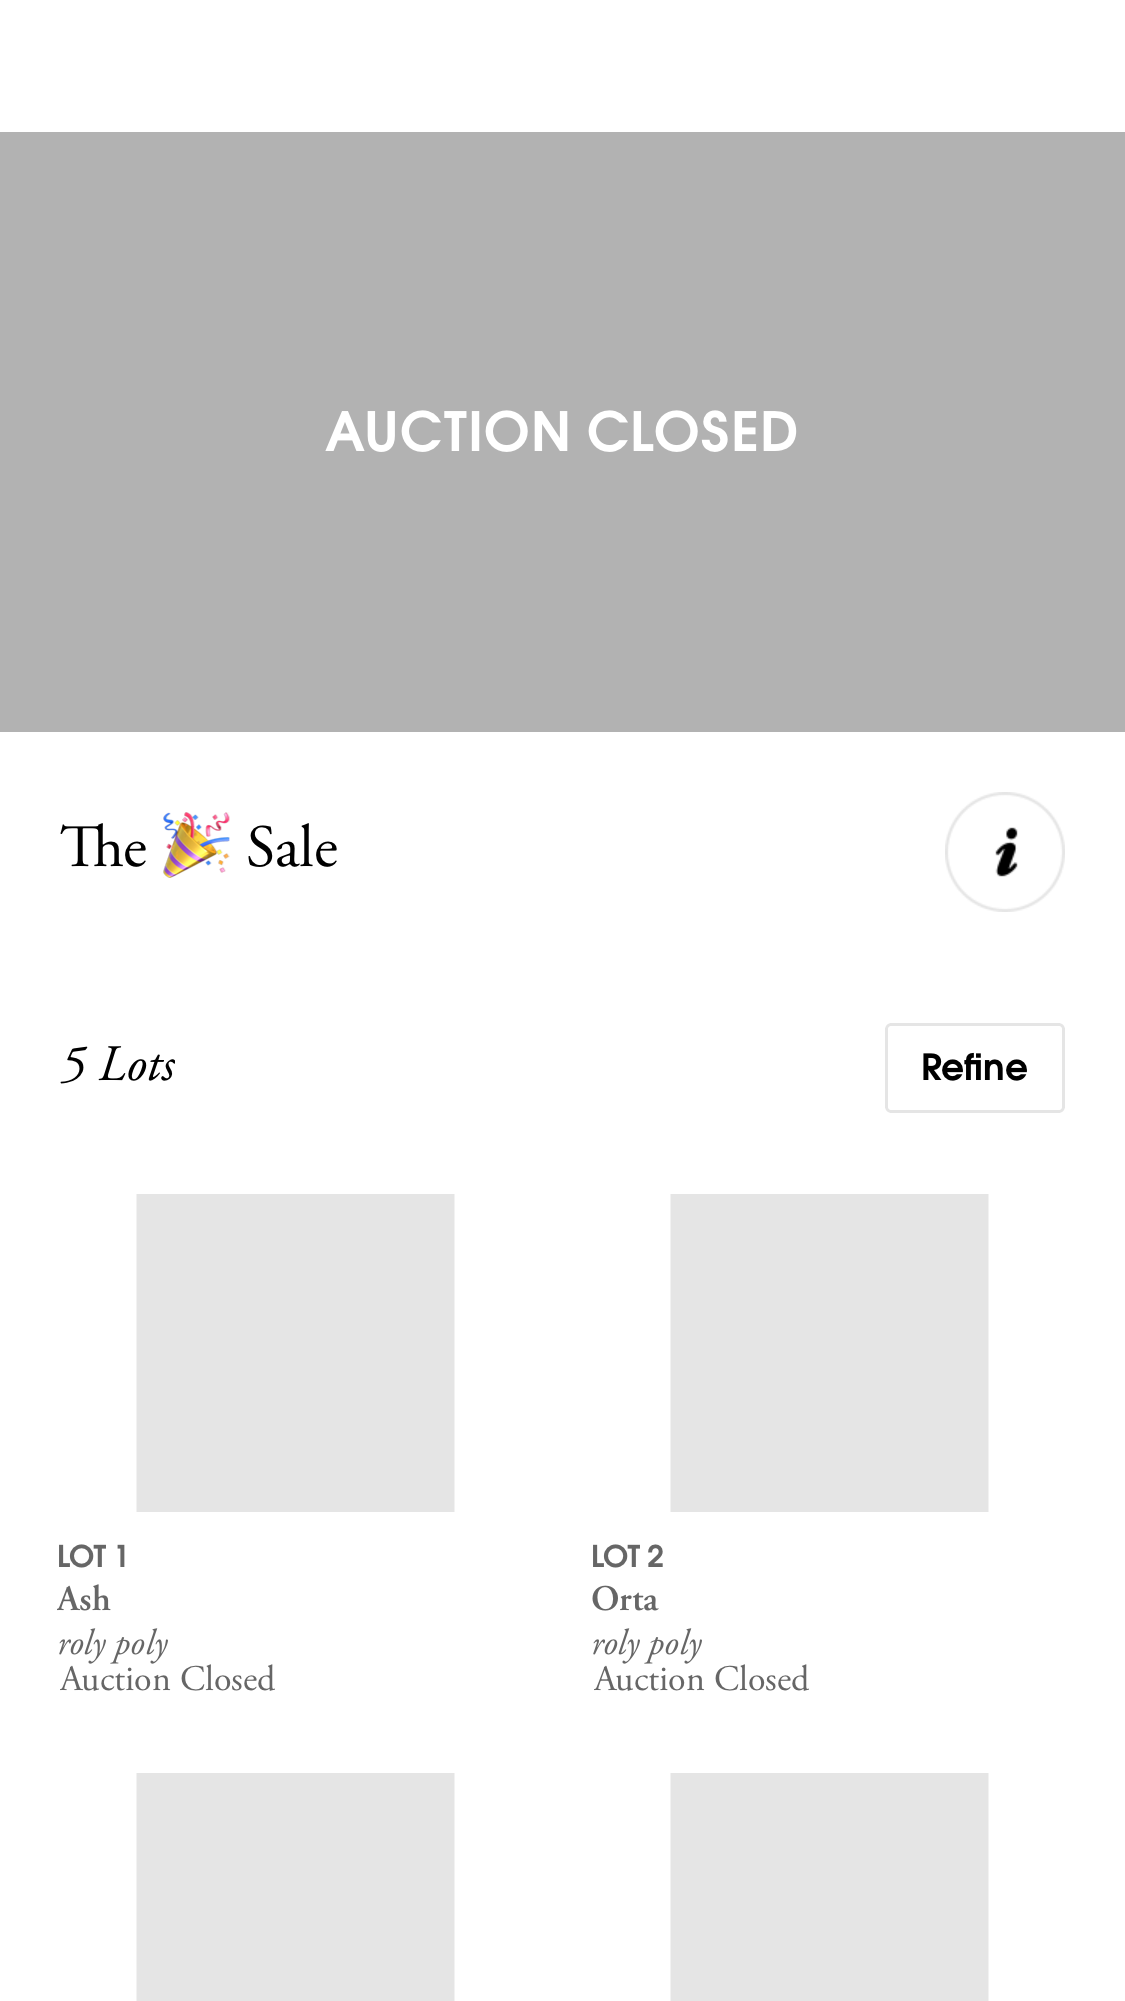 AUCTION CLOSED
The 🎉 Sale
i
5 Lots
Refine
LOT 1
Ash
roly poly
Auction Closed
LOT 2
Orta
roly poly
Auction Closed